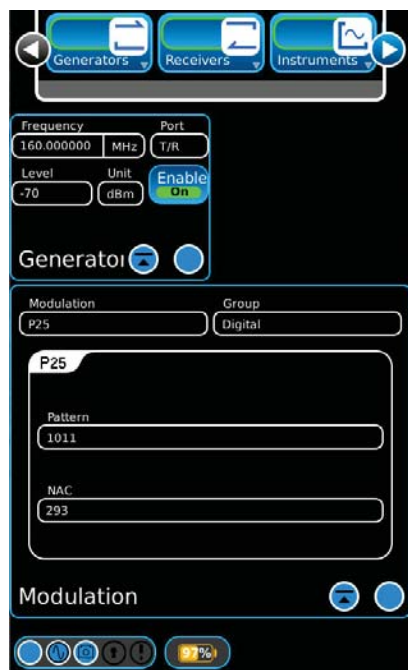 Generators
Receivers
Instruments
Frequency
Port
160.000000
MHz
T/R
Level
Unit
Enable
-70
dBm
On
Generator
Modulation
Group
P25
Digital
P25
Pattern
1011
NAC
293
Modulation
97%